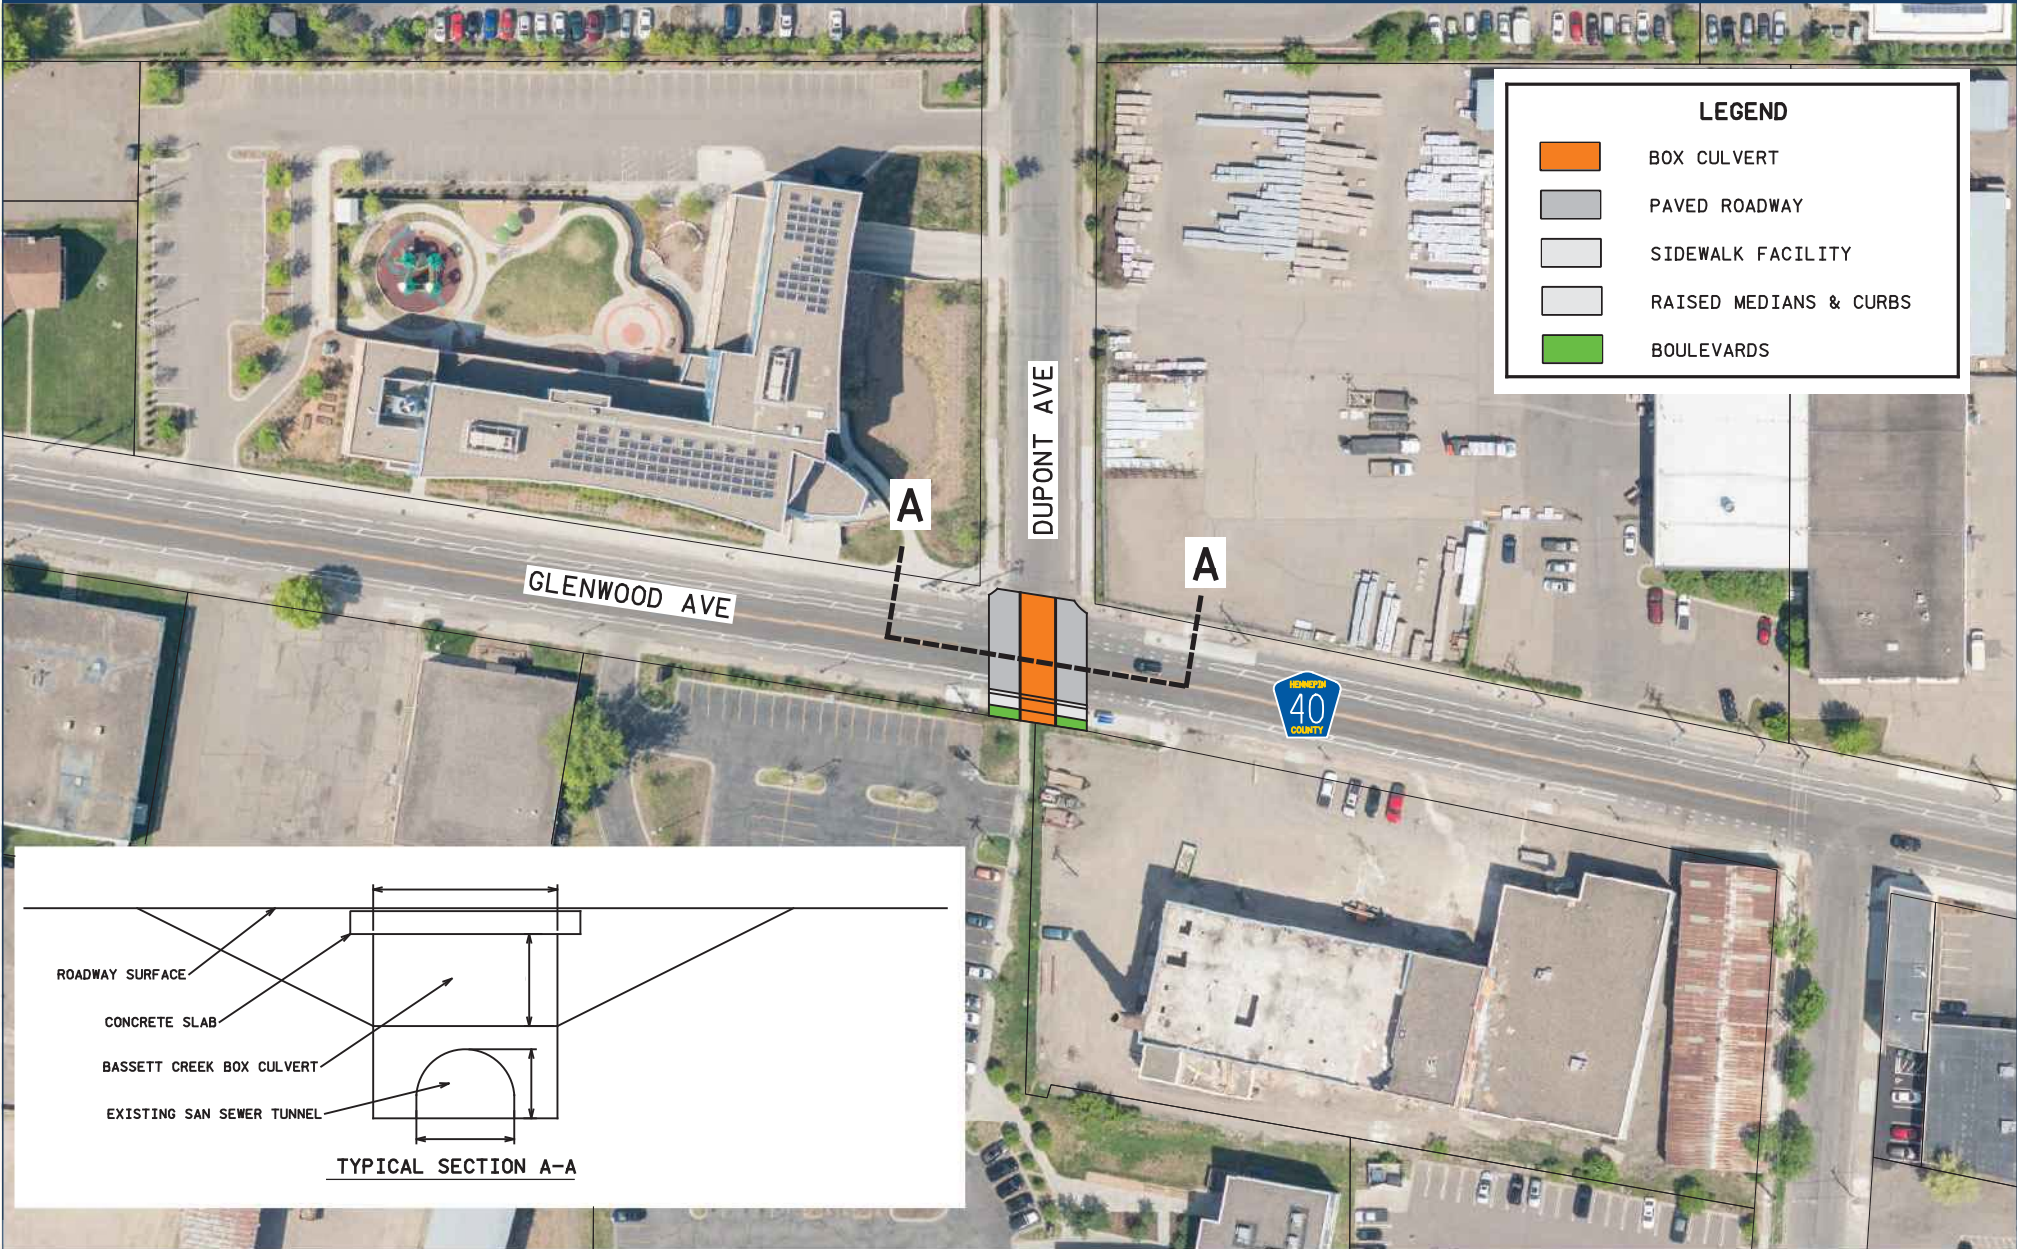 LEGEND
BOX CULVERT
PAVED ROADWAY
SIDEWALK FACILITY
RAISED MEDIANS & CURBS
BOULEVARDS
DUPONT AVE
A
A
GLENWOOD AVE
HENNEPIN
40
COUNTY
ROADWAY SURFACE
CONCRETE SLAB
BASSETT CREEK BOX CULVERT
EXISTING SAN SEWER TUNNEL
TYPICAL SECTION A-A